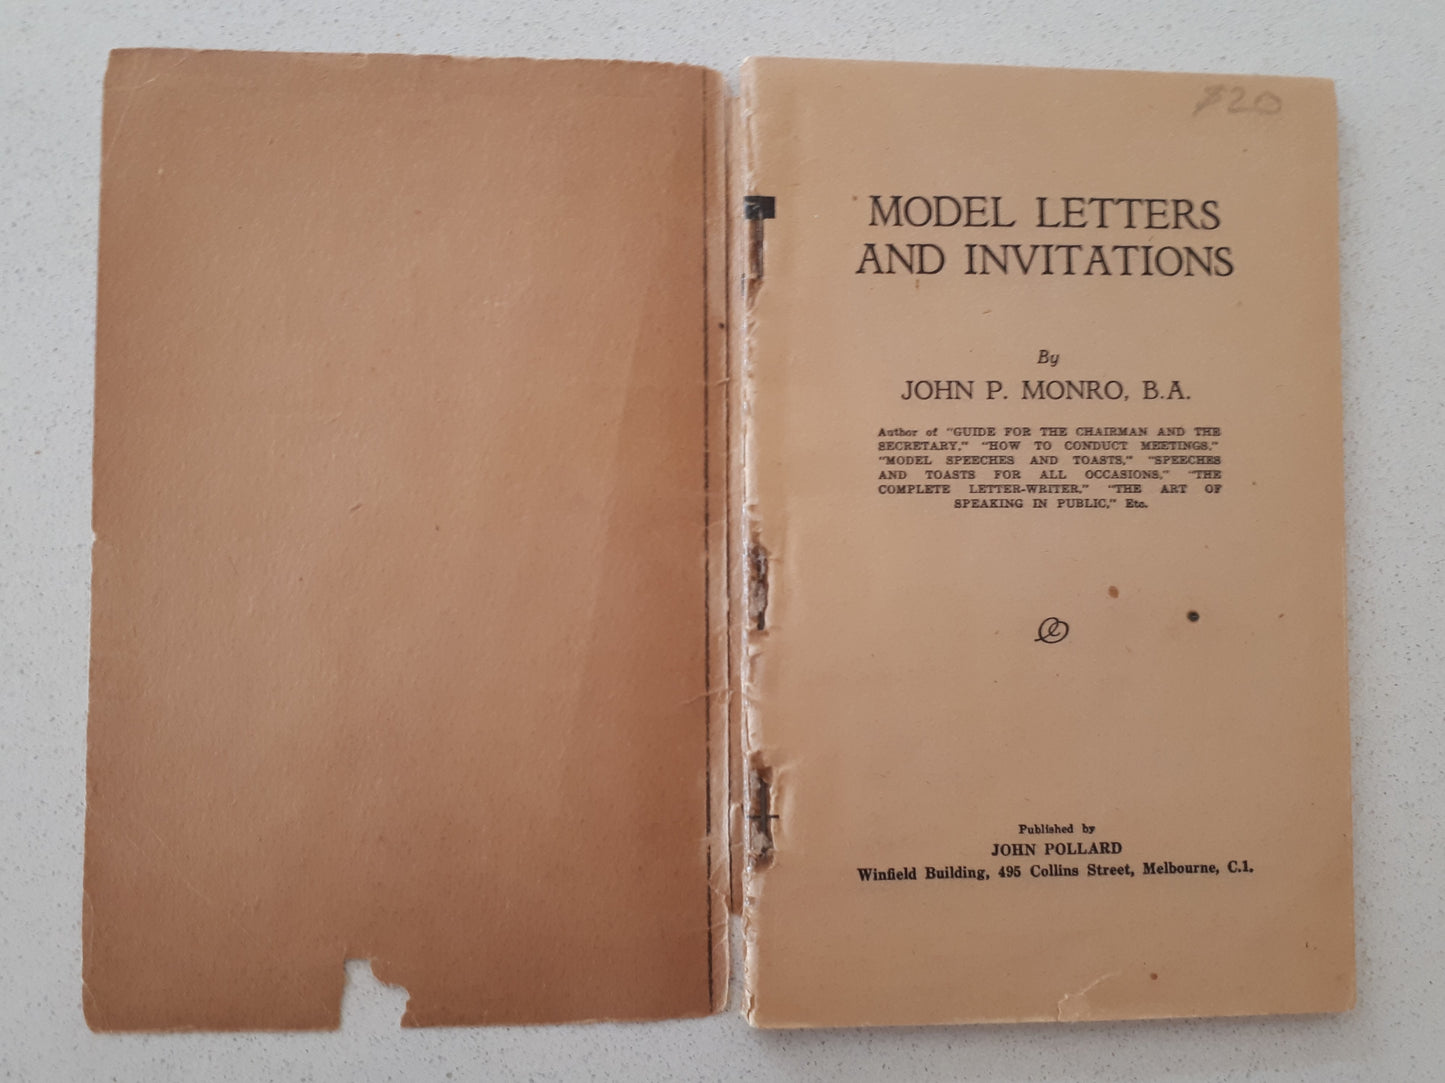 $20
MODEL LETTERS
AND INVITATIONS
By
JOHN P. MONRO, B.A.
Author of "GUIDE FOR THE CHAIRMAN AND THE
SECRETARY," "HOW TO CONDUCT MEETINGS,"
"MODEL SPEECHES AND TOASTS," "SPEECHES
AND TOASTS FOR ALL OCCASIONS," "THE
COMPLETE LETTER-WRITER," "THE ART OF
SPEAKING IN PUBLIC," Etc.
Published by
JOHN POLLARD
Winfield Building, 495 Collins Street, Melbourne, C.1.